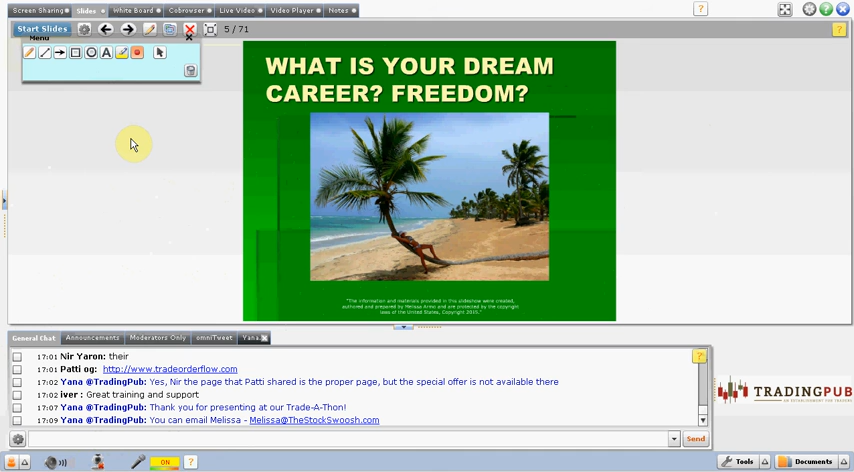 Screen Sharing
Slides
White Board
Cobrowser
Live Video
Video Player
Notes
?
?
Start Slides
5 / 71
?
Menu
A
WHAT IS YOUR DREAM
CAREER? FREEDOM?
"The information and materials provided in this slideshow were created,
authored and prepared by Melissa Armo and are protected by the copyright
laws of the United States, Copyright 2015."
General Chat
Announcements
Moderators Only
omniTweet
Yana
?
17:01 Nir Yaron: their
17:01 Patti og: http://www.tradeorderflow.com
17:02 Yana @TradingPub: Yes, Nir the page that Patti shared is the proper page, but the special offer is not available there
17:02 iver : Great training and support
17:07 Yana @TradingPub: Thank you for presenting at our Trade-A-Thon!
17:09 Yana @TradingPub: You can email Melissa - Melissa@TheStockSwoosh.com
Send
TRADINGPUB
ON
?
Tools
Documents